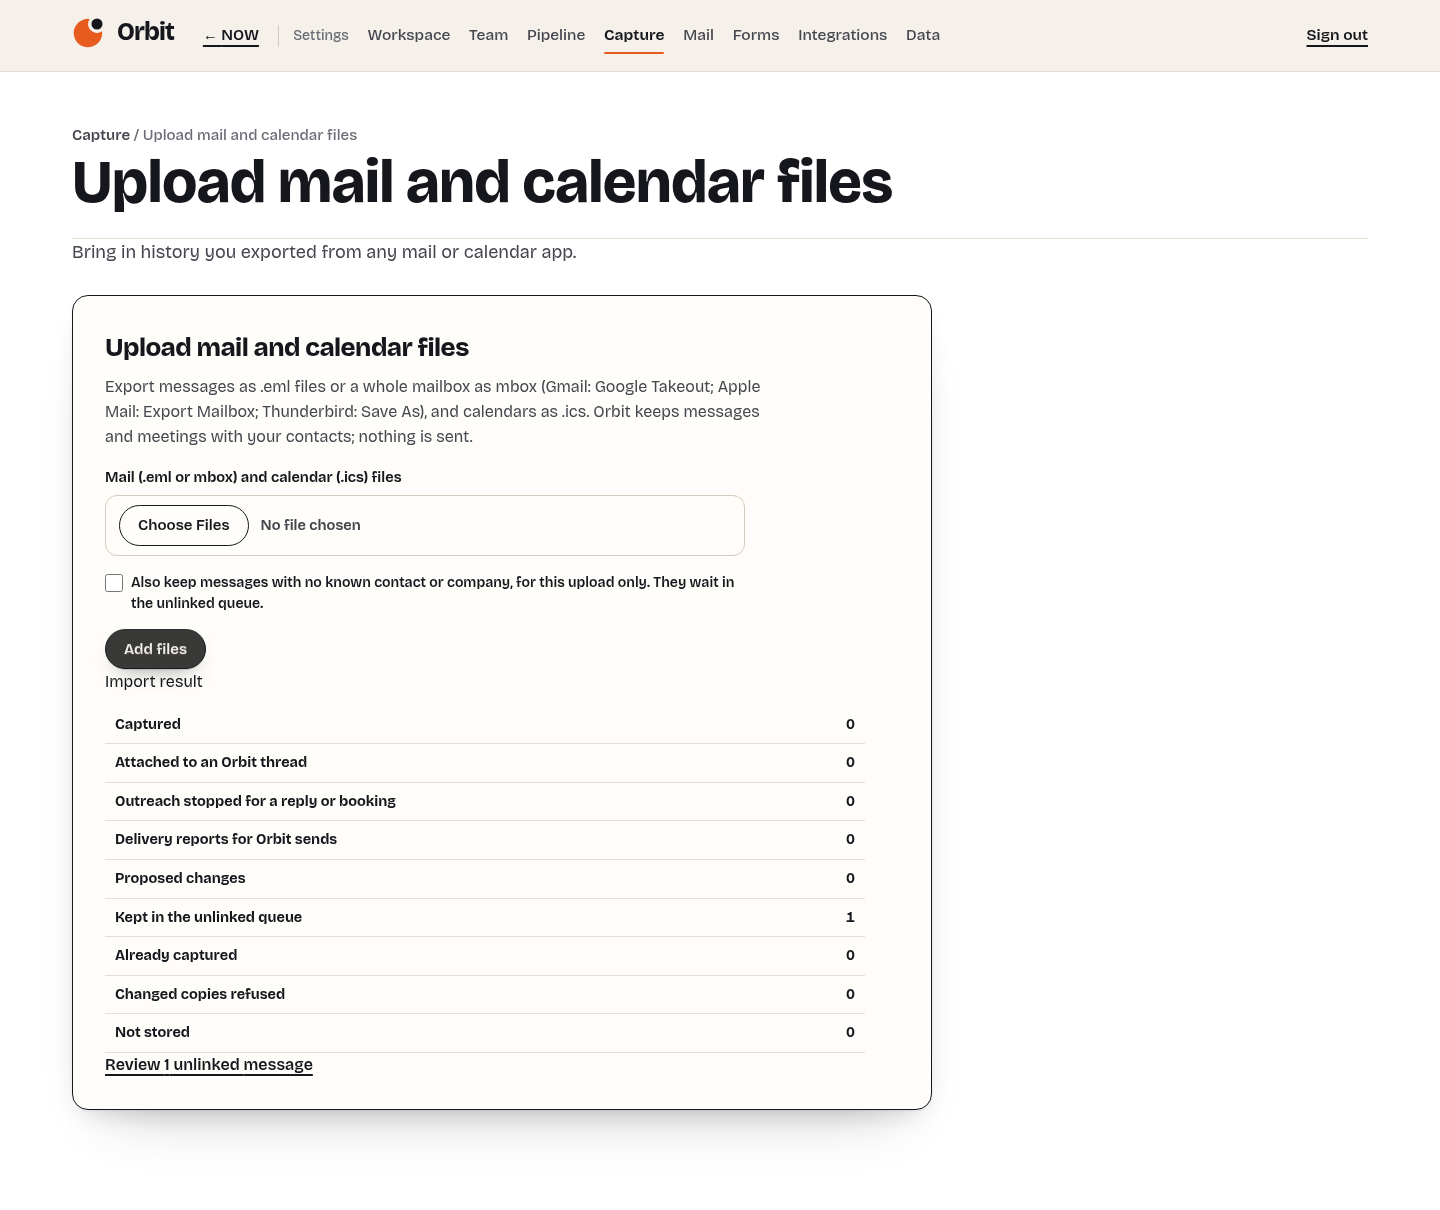 Orbit
← NOW
Settings
Workspace
Team
Pipeline
Capture
Mail
Forms
Integrations
Data
Sign out
Capture / Upload mail and calendar files
Upload mail and calendar files
Bring in history you exported from any mail or calendar app.
Upload mail and calendar files
Export messages as .eml files or a whole mailbox as mbox (Gmail: Google Takeout; Apple
Mail: Export Mailbox; Thunderbird: Save As), and calendars as .ics. Orbit keeps messages
and meetings with your contacts; nothing is sent.
Mail (.eml or mbox) and calendar (.ics) files
Choose Files No file chosen
Also keep messages with no known contact or company, for this upload only. They wait in
the unlinked queue.
Add files
Import result
Captured 0
Attached to an Orbit thread 0
Outreach stopped for a reply or booking 0
Delivery reports for Orbit sends 0
Proposed changes 0
Kept in the unlinked queue 1
Already captured 0
Changed copies refused 0
Not stored 0
Review 1 unlinked message